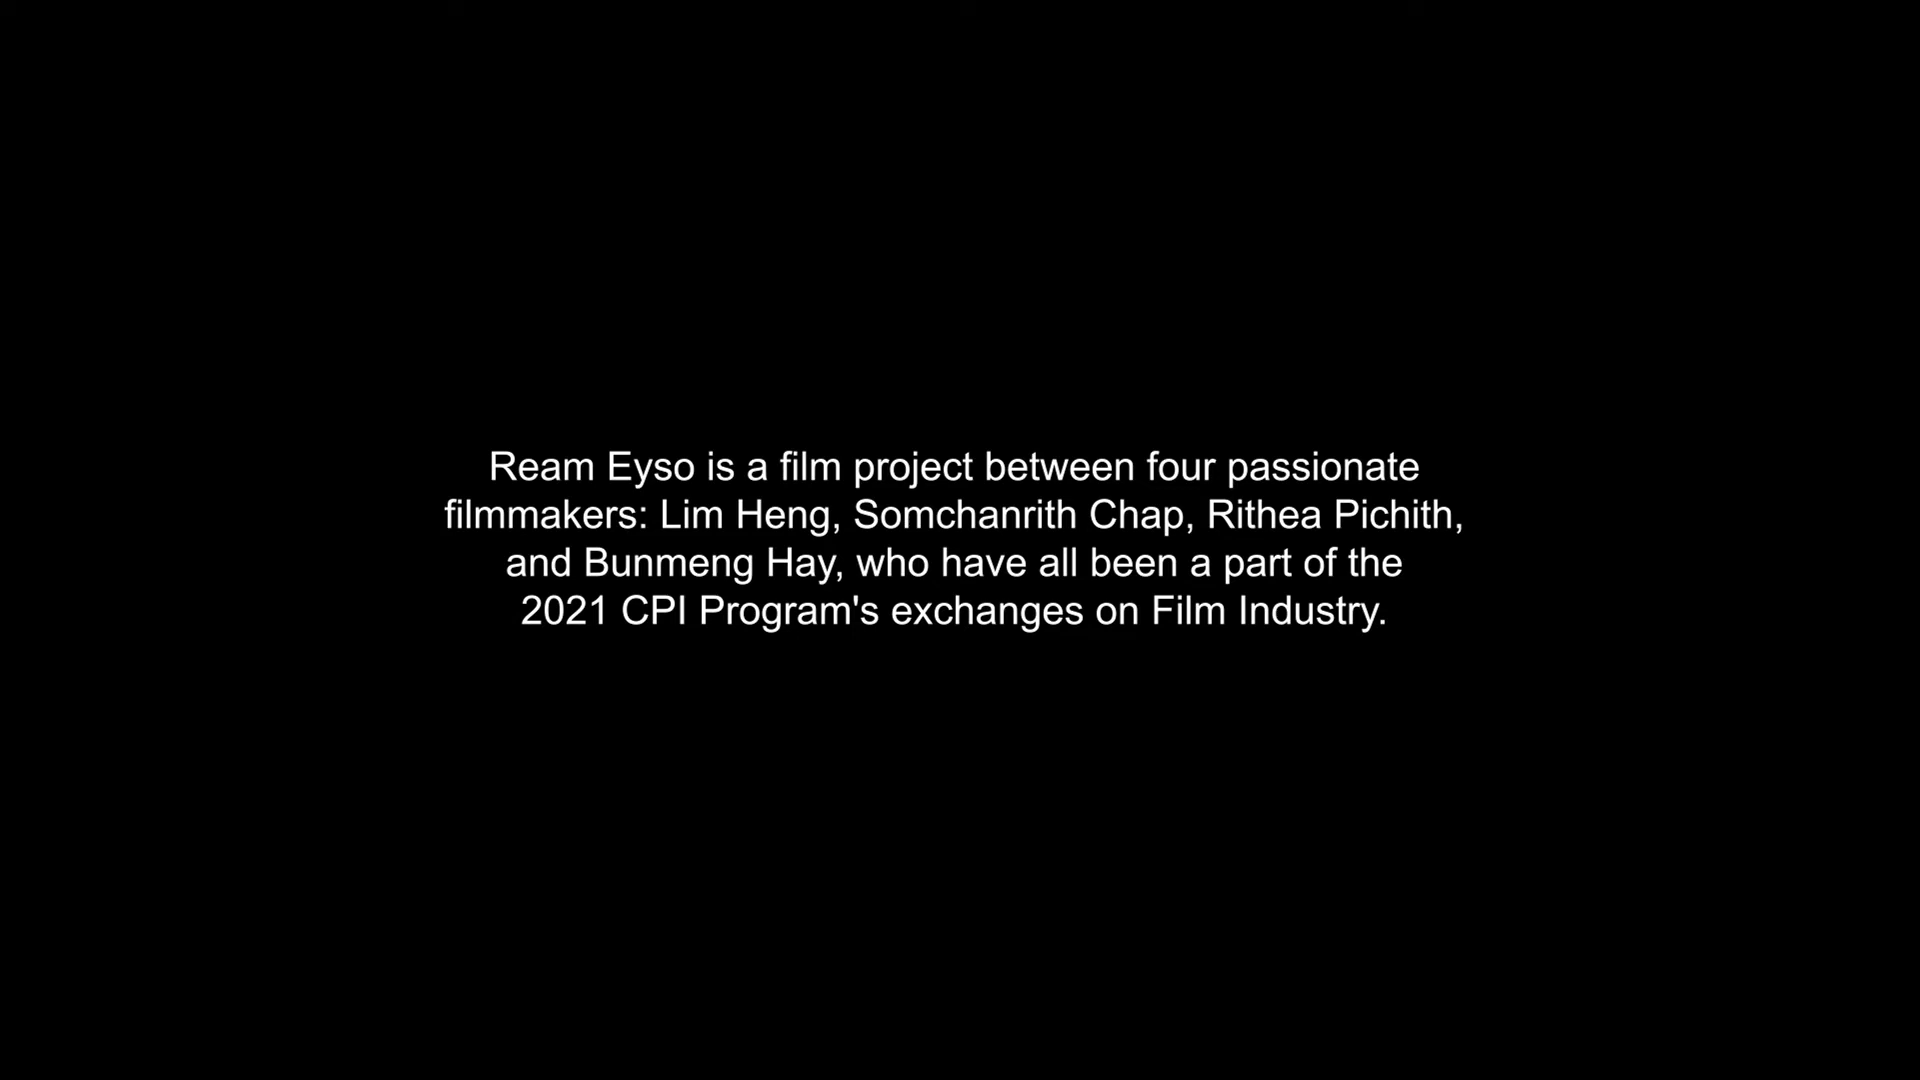 Ream Eyso is a film project between four passionate
filmmakers: Lim Heng, Somchanrith Chap, Rithea Pichith,
and Bunmeng Hay, who have all been a part of the
2021 CPI Program's exchanges on Film Industry.